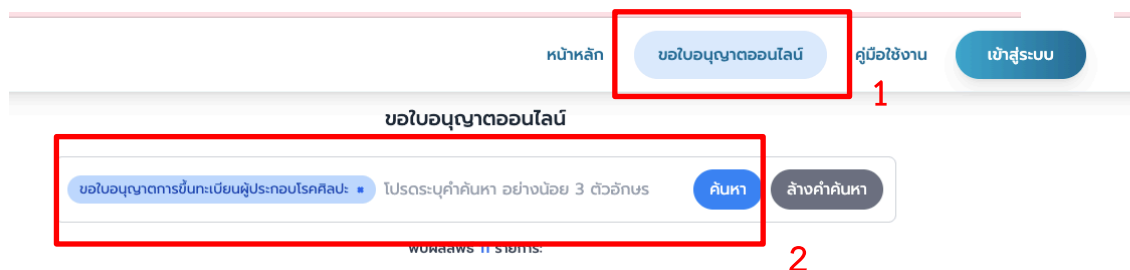 หน้าหลัก ขอใบอนุญาตออนไลน์ คู่มือใช้งาน เข้าสู่ระบบ
1
ขอใบอนุญาตออนไลน์
ขอใบอนุญาตการขึ้นทะเบียนผู้ประกอบโรคศิลปะ โปรดระบุคำค้นหา อย่างน้อย 3 ตัวอักษร ค้นหา ล้างคำค้นหา
รายการ:
2